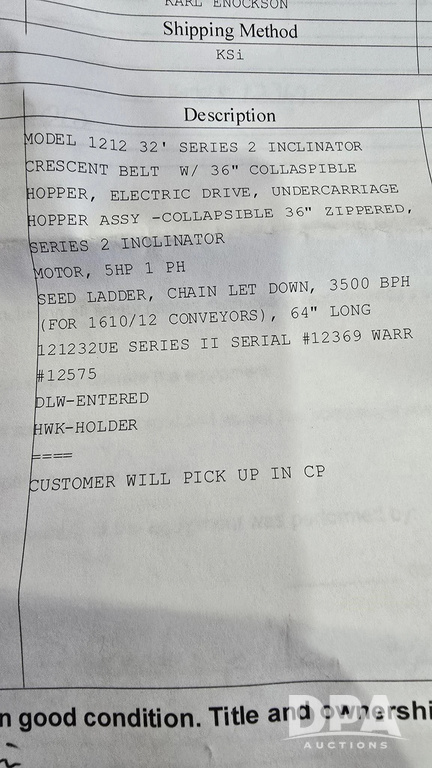 KARL ENOCKSON
Shipping Method
KSi
Description
MODEL 1212 32' SERIES 2 INCLINATOR
CRESCENT BELT W/ 36" COLLASPIBLE
HOPPER, ELECTRIC DRIVE, UNDERCARRIAGE
HOPPER ASSY -COLLAPSIBLE 36" ZIPPERED,
SERIES 2 INCLINATOR
MOTOR, 5HP 1 PH
SEED LADDER, CHAIN LET DOWN, 3500 BPH
(FOR 1610/12 CONVEYORS), 64" LONG
121232UE SERIES II SERIAL #12369 WARR
#12575
DLW-ENTERED
HWK-HOLDER
====
CUSTOMER WILL PICK UP IN CP
n good condition. Title and ownershi
DPA
AUCTIONS